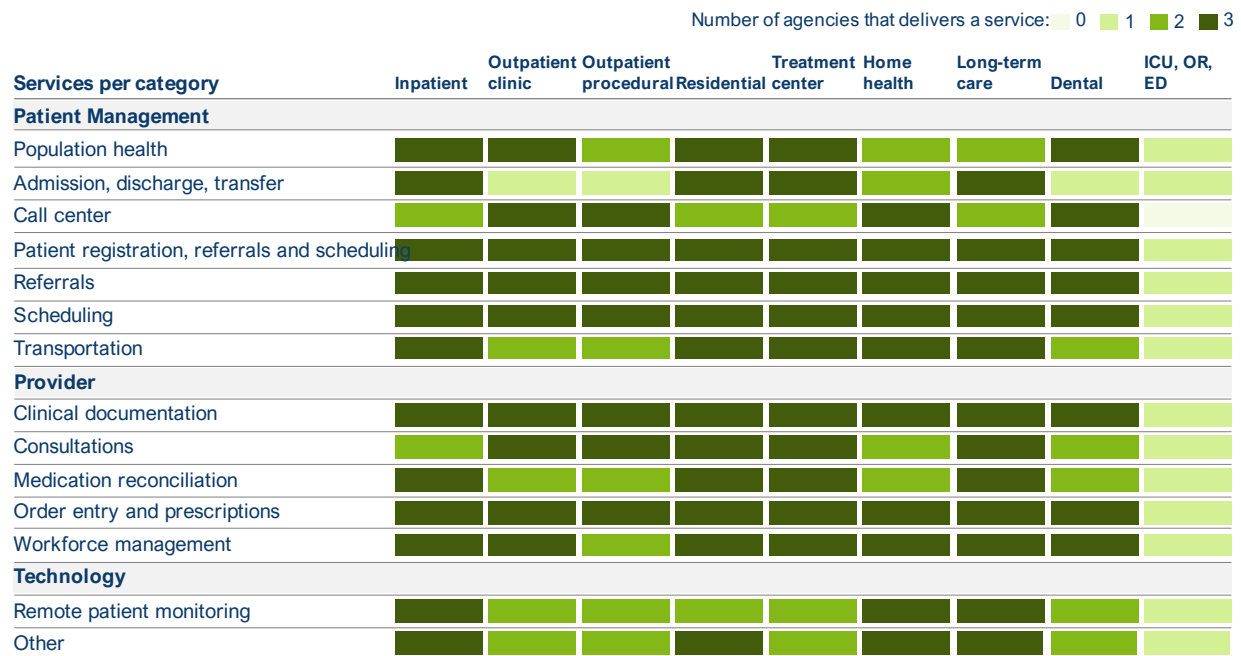 Number of agencies that delivers a service: 0 1 2 3
Services per category
Inpatient
Outpatient clinic
Outpatient procedural
Residential
Treatment center
Home health
Long-term care
Dental
ICU, OR, ED
Patient Management
Population health
Admission, discharge, transfer
Call center
Patient registration, referrals and scheduling
Referrals
Scheduling
Transportation
Provider
Clinical documentation
Consultations
Medication reconciliation
Order entry and prescriptions
Workforce management
Technology
Remote patient monitoring
Other